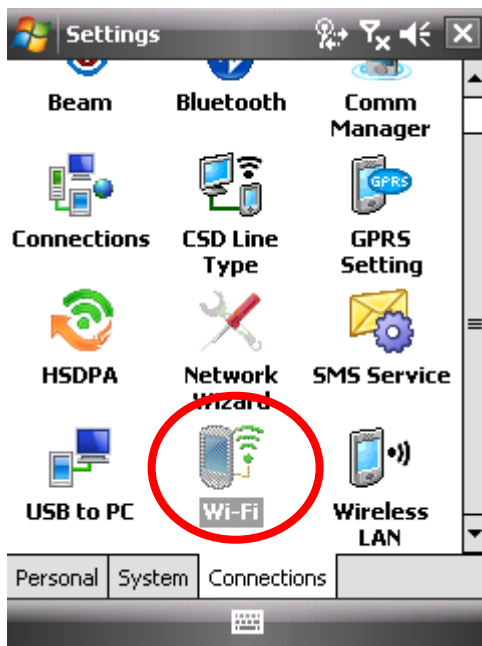 Settings
Beam Bluetooth Comm
Manager
Connections CSD Line GPRS
Type Setting
GPRS
HSDPA Network SMS Service
Wizard
USB to PC Wi-Fi Wireless
LAN
Personal System Connections